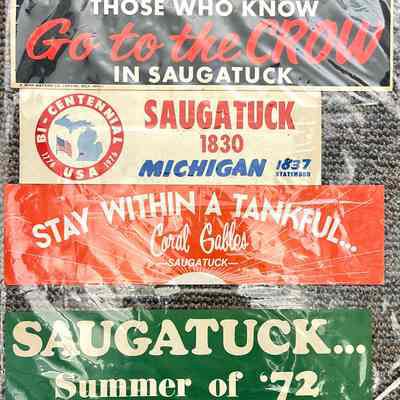 THOSE WHO KNOW
Go to the CROW
IN SAUGATUCK
BI-CENTENNIAL
1776 1976
USA
SAUGATUCK
1830
MICHIGAN
1837
STATEHOOD
STAY WITHIN A TANKFUL...
Coral Gables
—SAUGATUCK—
SAUGATUCK...
Summer of '72